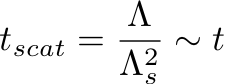 t_{scat} = \frac{\Lambda}{\Lambda_s^2} \sim t